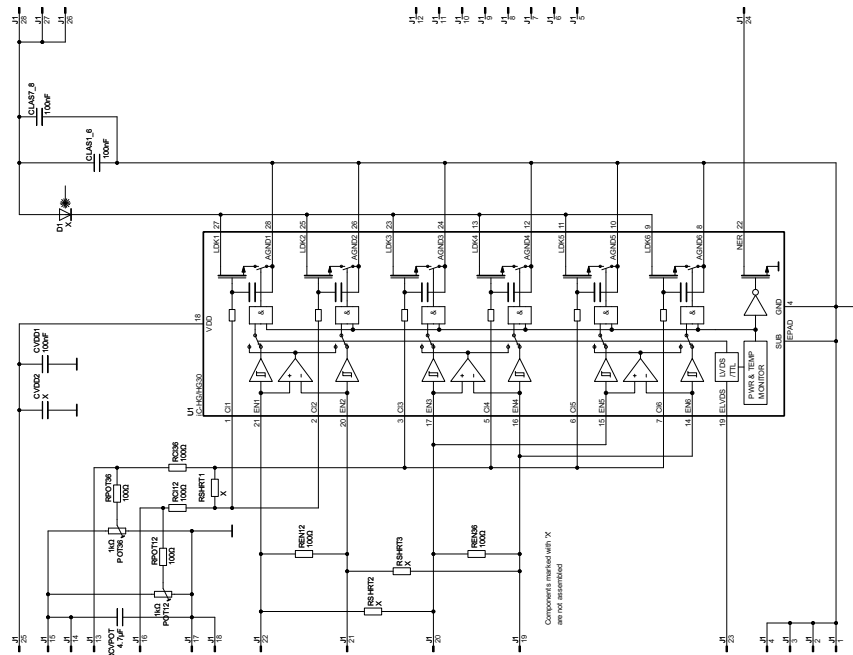 J1 28
J1 27
J1 26
J1 12
J1 11
J1 10
J1 9
J1 8
J1 7
J1 6
J1 5
J1 24
CLAS7_8
100nF
CLAS1_6
100nF
D1
X
LDK1
27
AGND1
28
LDK2
25
AGND2
26
LDK3
23
AGND3
24
LDK4
13
AGND4
12
LDK5
11
AGND5
10
LDK6
9
AGND6
8
NER
22
18
VDD
CVDD1
100nF
CVDD2
X
&
&
&
&
&
&
GND
4
EPAD
SUB
U1
iC-HG/HG30
LVDS
/TTL
PWR & TEMP
MONITOR
1
CI1
21
EN1
2
CI2
20
EN2
3
CI3
17
EN3
5
CI4
16
EN4
6
CI5
15
EN5
7
CI6
14
EN6
19
ELVDS
RCI36
100Ω
RCI12
100Ω
RSHRT1
X
RPOT36
100Ω
1kΩ
POT36
RPOT12
100Ω
1kΩ
POT12
4.7µF
REN12
100Ω
RSHRT3
X
REN36
100Ω
RSHRT2
X
Components marked with 'X'
are not assembled
J1 25
J1 15
J1 14
J1 13
J1 16
J1 17
J1 18
J1 22
J1 21
J1 20
J1 19
J1 23
J1 4
J1 3
J1 2
J1 1